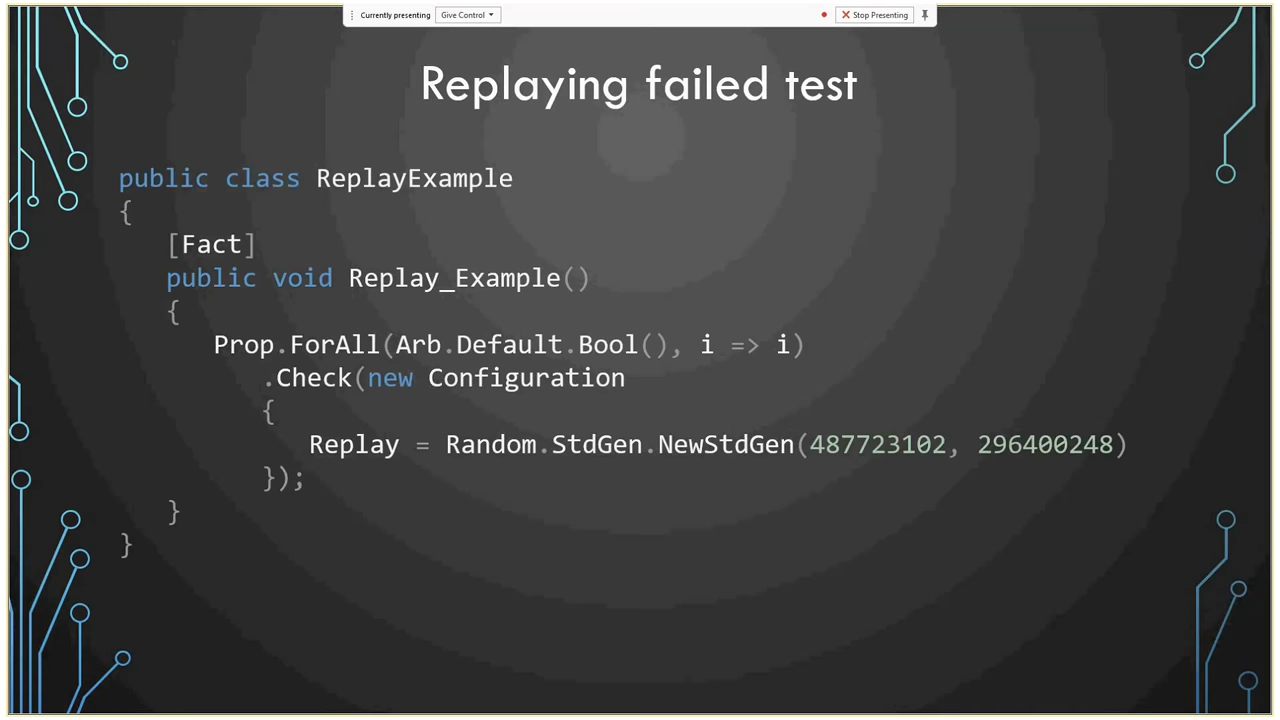 Currently presenting Give Control Stop Presenting
Replaying failed test
public class ReplayExample
{
[Fact]
public void Replay_Example()
{
Prop.ForAll(Arb.Default.Bool(), i => i)
.Check(new Configuration
{
Replay = Random.StdGen.NewStdGen(487723102, 296400248)
});
}
}